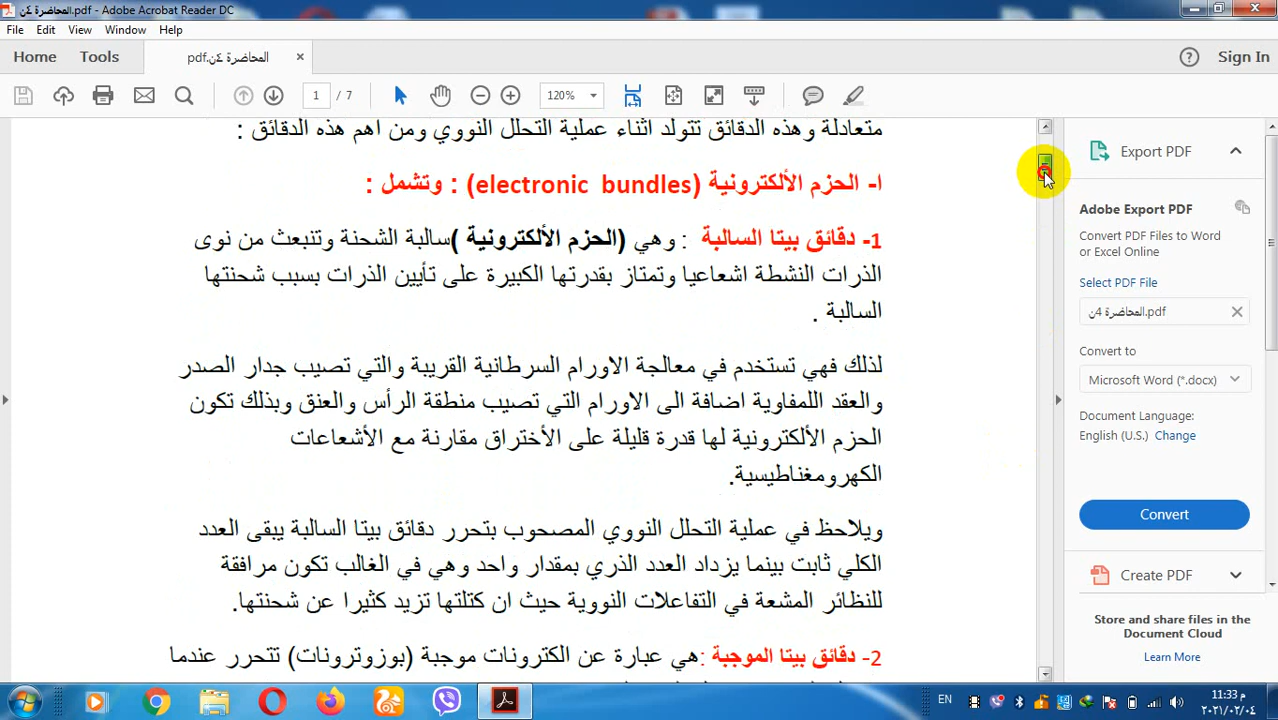 المحاضرة ٤ن.pdf - Adobe Acrobat Reader DC
File Edit View Window Help
Home Tools المحاضرة ٤ن.pdf Sign In
1 / 7 120%
متعادلة وهذه الدقائق تتولد اثناء عملية التحلل النووي ومن اهم هذه الدقائق :
ا- الحزم الألكترونية (electronic bundles) : وتشمل :
1- دقائق بيتا السالبة : وهي (الحزم الألكترونية )سالبة الشحنة وتنبعث من نوى
الذرات النشطة اشعاعيا وتمتاز بقدرتها الكبيرة على تأيين الذرات بسبب شحنتها
السالبة .
لذلك فهي تستخدم في معالجة الاورام السرطانية القريبة والتي تصيب جدار الصدر
والعقد اللمفاوية اضافة الى الاورام التي تصيب منطقة الرأس والعنق وبذلك تكون
الحزم الألكترونية لها قدرة قليلة على الأختراق مقارنة مع الأشعاعات
الكهرومغناطيسية.
ويلاحظ في عملية التحلل النووي المصحوب بتحرر دقائق بيتا السالبة يبقى العدد
الكلي ثابت بينما يزداد العدد الذري بمقدار واحد وهي في الغالب تكون مرافقة
للنظائر المشعة في التفاعلات النووية حيث ان كتلتها تزيد كثيرا عن شحنتها.
2- دقائق بيتا الموجبة :هي عبارة عن الكترونات موجبة (بوزوترونات) تتحرر عندما
Export PDF
Adobe Export PDF
Convert PDF Files to Word
or Excel Online
Select PDF File
المحاضرة 4ن.pdf
Convert to
Microsoft Word (*.docx)
Document Language:
English (U.S.) Change
Convert
Create PDF
Store and share files in the
Document Cloud
Learn More
EN
11:33 م
٢٠٢١/٠٢/٠٤